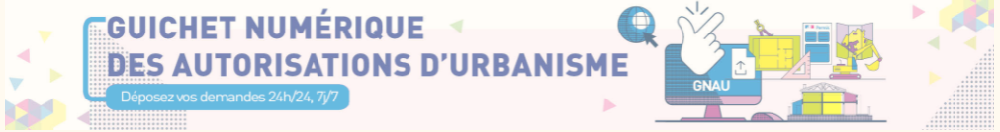 GUICHET NUMÉRIQUE
DES AUTORISATIONS D'URBANISME
Déposez vos demandes 24h/24, 7j/7
GNAU